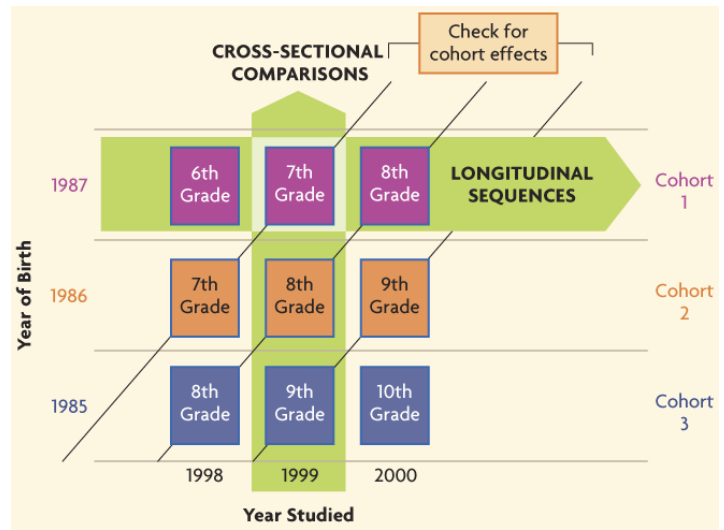 CROSS-SECTIONAL
COMPARISONS
Check for
cohort effects
Year of Birth
1987
6th
Grade
7th
Grade
8th
Grade
LONGITUDINAL
SEQUENCES
Cohort
1
1986
7th
Grade
8th
Grade
9th
Grade
Cohort
2
1985
8th
Grade
9th
Grade
10th
Grade
Cohort
3
1998
1999
2000
Year Studied